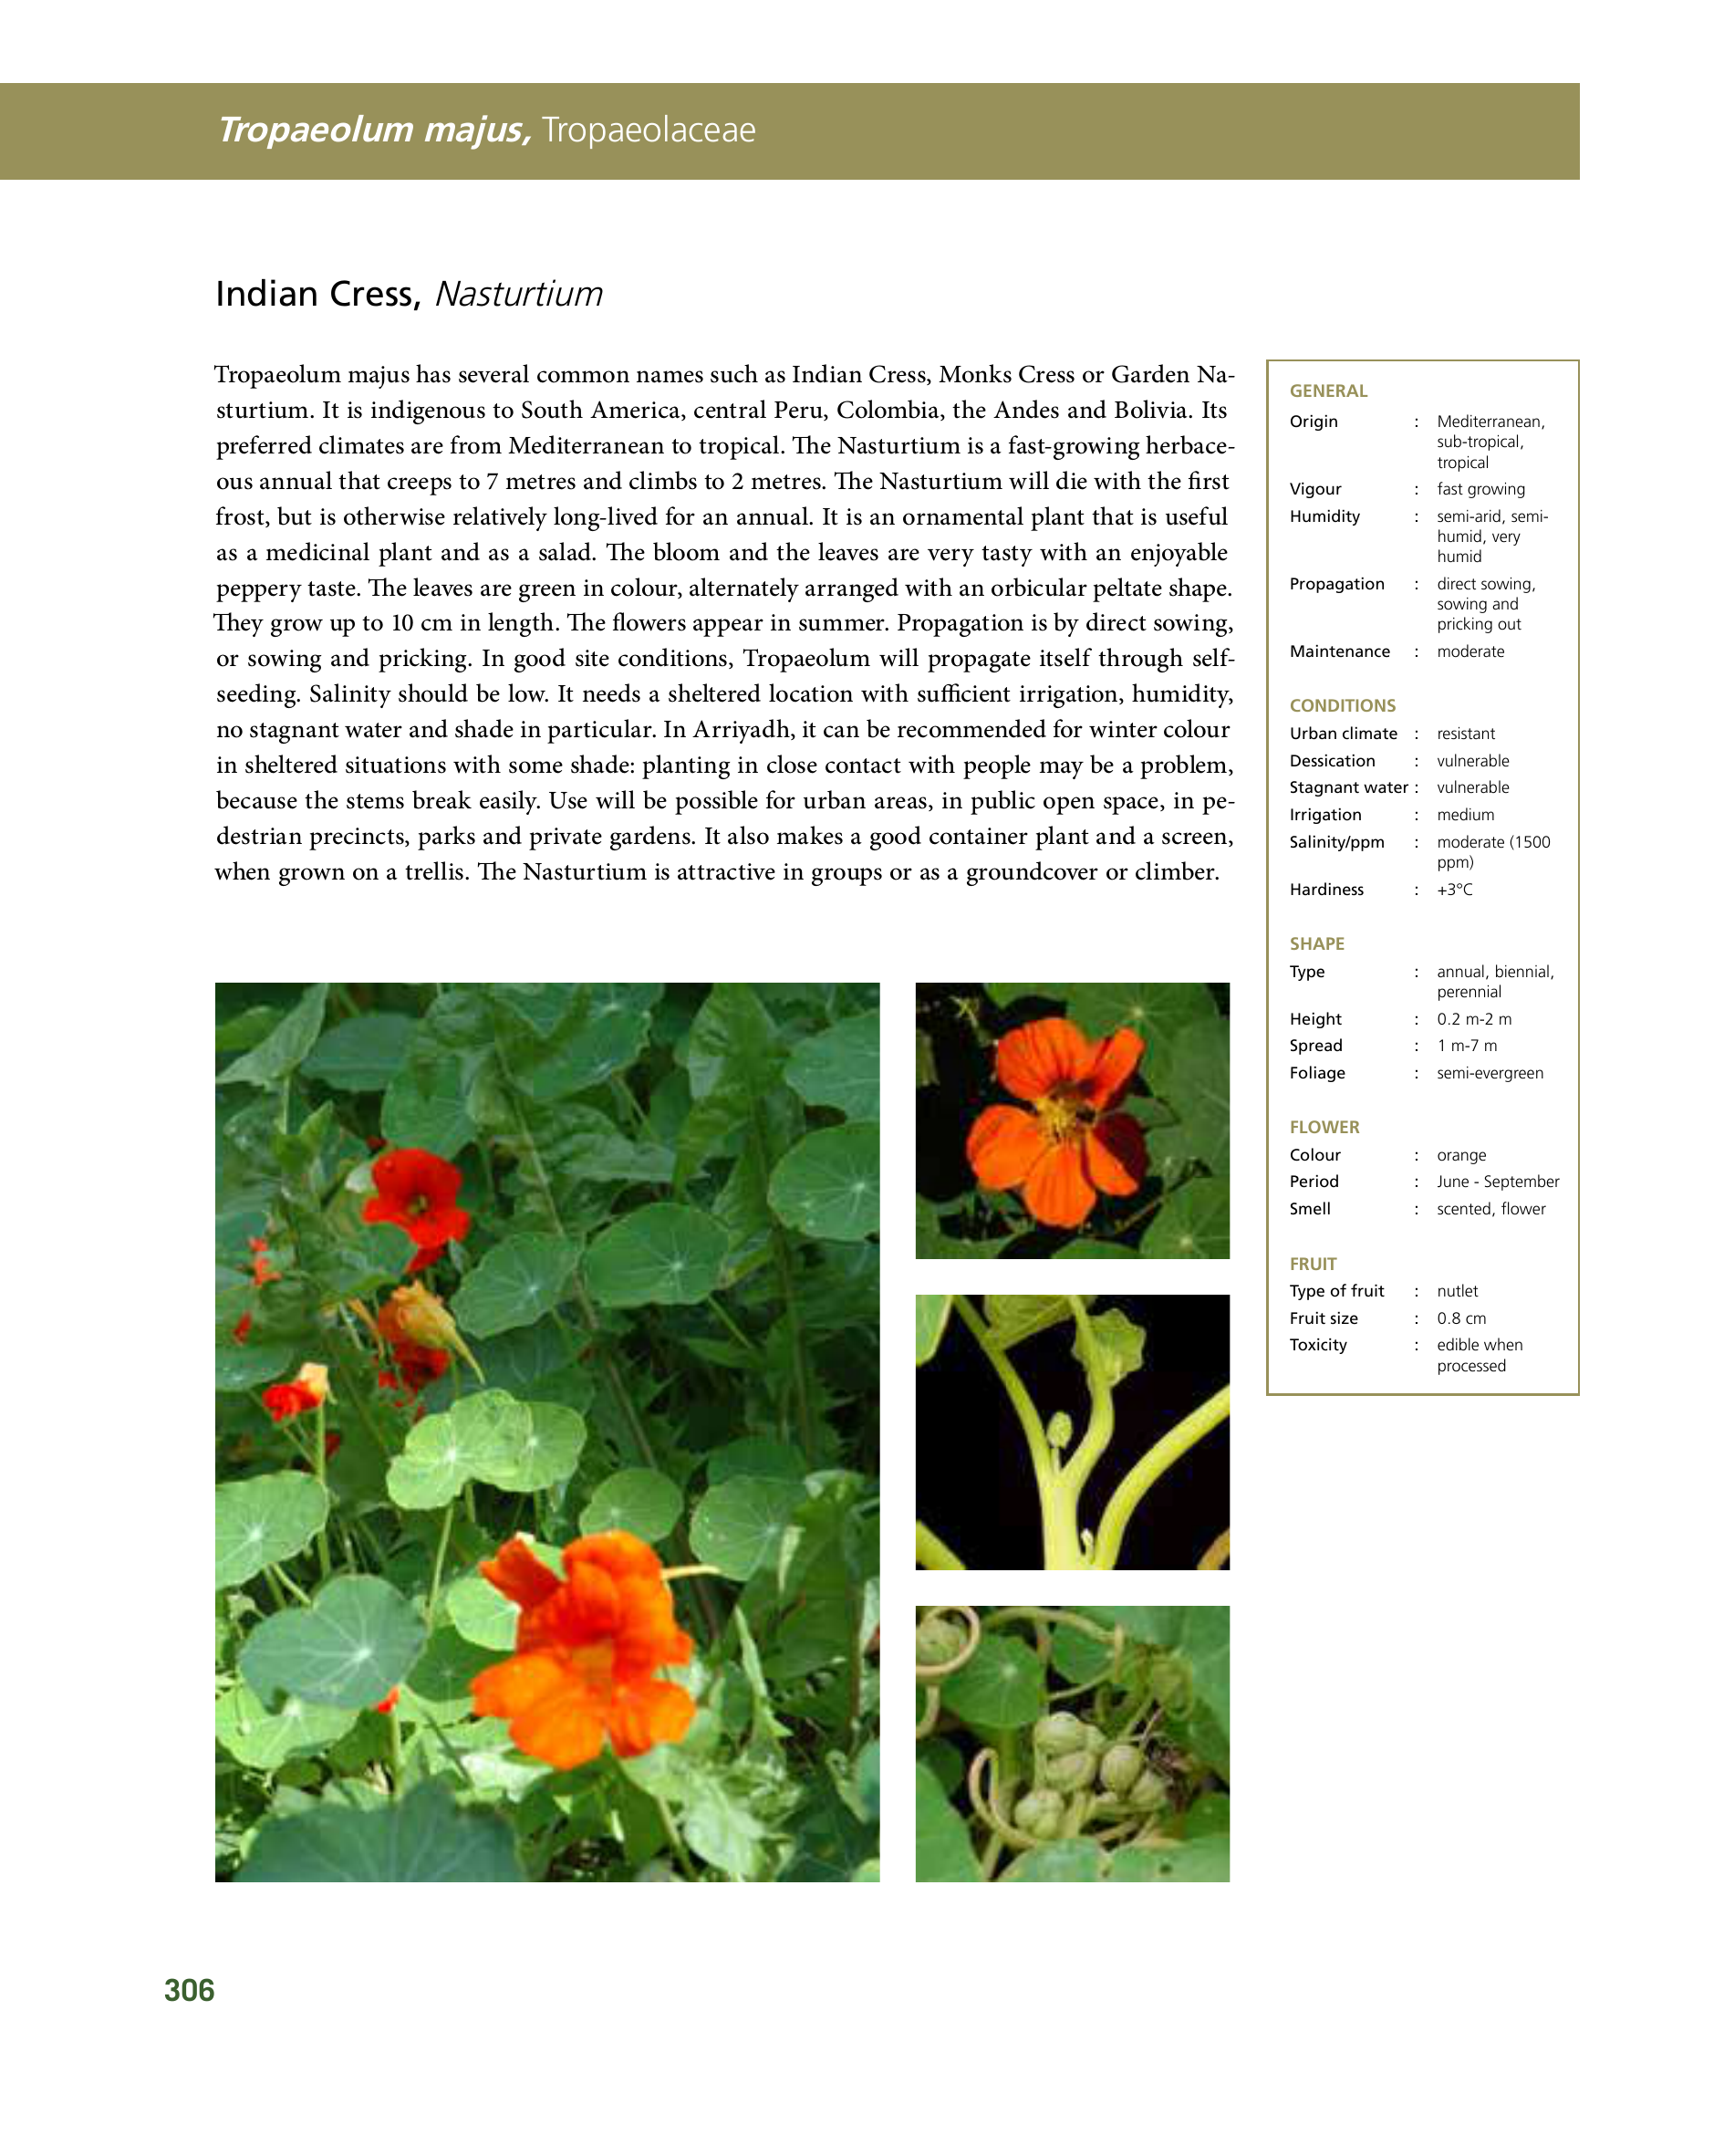 Tropaeolum majus, Tropaeolaceae
Indian Cress, Nasturtium
Tropaeolum majus has several common names such as Indian Cress, Monks Cress or Garden Na-
sturtium. It is indigenous to South America, central Peru, Colombia, the Andes and Bolivia. Its
preferred climates are from Mediterranean to tropical. The Nasturtium is a fast-growing herbace-
ous annual that creeps to 7 metres and climbs to 2 metres. The Nasturtium will die with the first
frost, but is otherwise relatively long-lived for an annual. It is an ornamental plant that is useful
as a medicinal plant and as a salad. The bloom and the leaves are very tasty with an enjoyable
peppery taste. The leaves are green in colour, alternately arranged with an orbicular peltate shape.
They grow up to 10 cm in length. The flowers appear in summer. Propagation is by direct sowing,
or sowing and pricking. In good site conditions, Tropaeolum will propagate itself through self-
seeding. Salinity should be low. It needs a sheltered location with sufficient irrigation, humidity,
no stagnant water and shade in particular. In Arriyadh, it can be recommended for winter colour
in sheltered situations with some shade: planting in close contact with people may be a problem,
because the stems break easily. Use will be possible for urban areas, in public open space, in pe-
destrian precincts, parks and private gardens. It also makes a good container plant and a screen,
when grown on a trellis. The Nasturtium is attractive in groups or as a groundcover or climber.
GENERAL
Origin : Mediterranean,
sub-tropical,
tropical
Vigour : fast growing
Humidity : semi-arid, semi-
humid, very
humid
Propagation : direct sowing,
sowing and
pricking out
Maintenance : moderate
CONDITIONS
Urban climate : resistant
Dessication : vulnerable
Stagnant water : vulnerable
Irrigation : medium
Salinity/ppm : moderate (1500
ppm)
Hardiness : +3°C
SHAPE
Type : annual, biennial,
perennial
Height : 0.2 m-2 m
Spread : 1 m-7 m
Foliage : semi-evergreen
FLOWER
Colour : orange
Period : June - September
Smell : scented, flower
FRUIT
Type of fruit : nutlet
Fruit size : 0.8 cm
Toxicity : edible when
processed
306